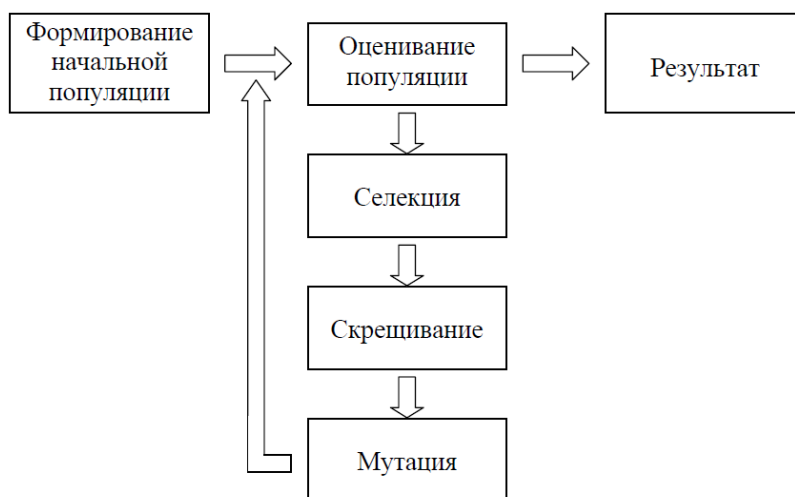 Формирование
начальной
популяции
Оценивание
популяции
Результат
Селекция
Скрещивание
Мутация